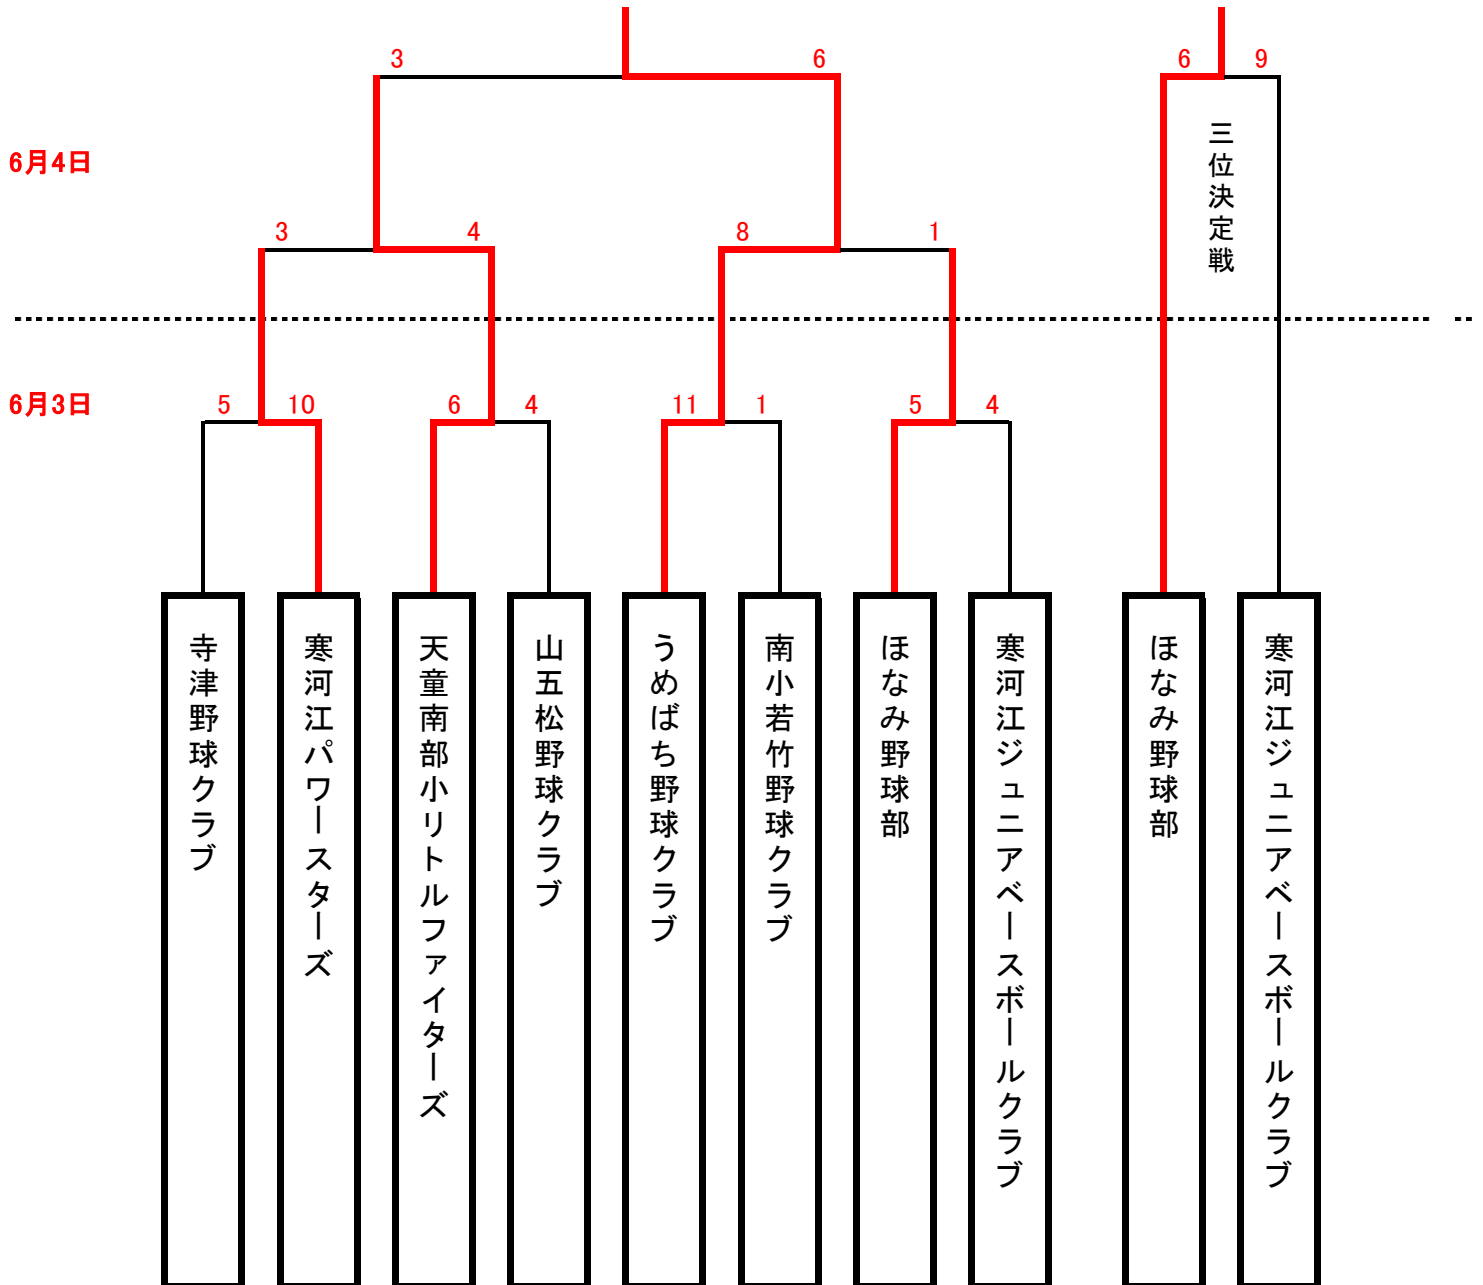 3
6
6
9
三位決定戦
6月4日
3
4
8
1
6月3日
5
10
6
4
11
1
5
4
寺津野球クラブ
寒河江パワースターズ
天童南部小リトルファイターズ
山五松野球クラブ
うめばち野球クラブ
南小若竹野球クラブ
ほなみ野球部
寒河江ジュニアベースボールクラブ
ほなみ野球部
寒河江ジュニアベースボールクラブ